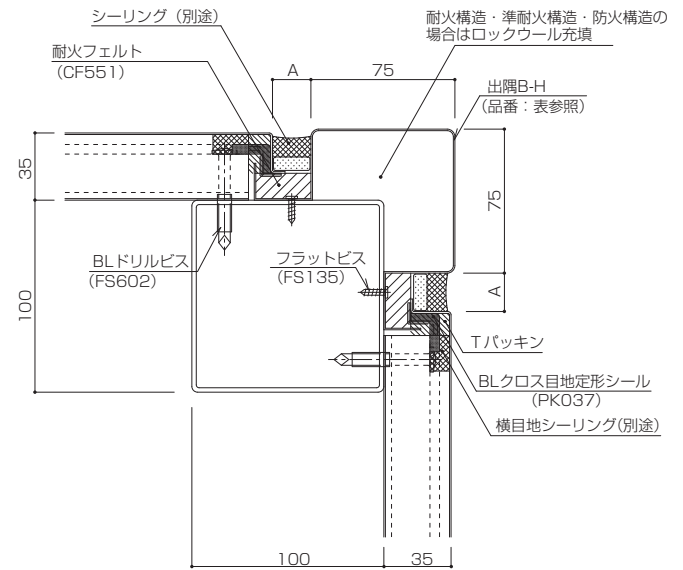 シーリング（別途）
耐火フェルト
（CF551）
耐火構造・準耐火構造・防火構造の
場合はロックウール充填
A
75
出隅B-H
（品番：表参照）
35
75
BLドリルビス
（FS602）
フラットビス
（FS135）
100
A
Tパッキン
BLクロス目地定形シール
（PK037）
横目地シーリング(別途)
100
35